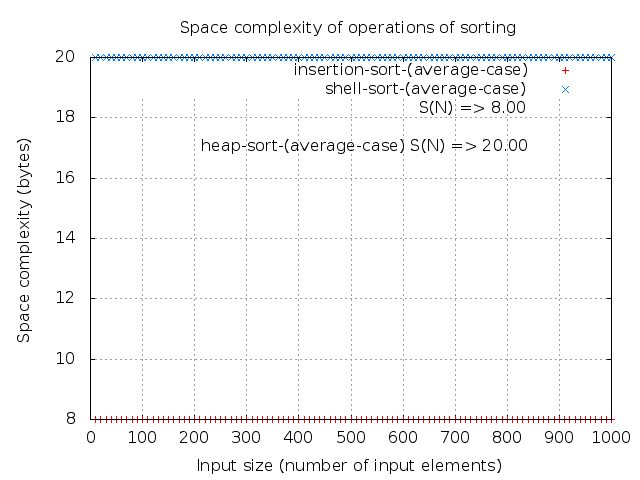 Space complexity of operations of sorting
Space complexity (bytes)
20
18
16
14
12
10
8
insertion-sort-(average-case)
shell-sort-(average-case)
S(N) => 8.00
heap-sort-(average-case) S(N) => 20.00
0 100 200 300 400 500 600 700 800 900 1000
Input size (number of input elements)